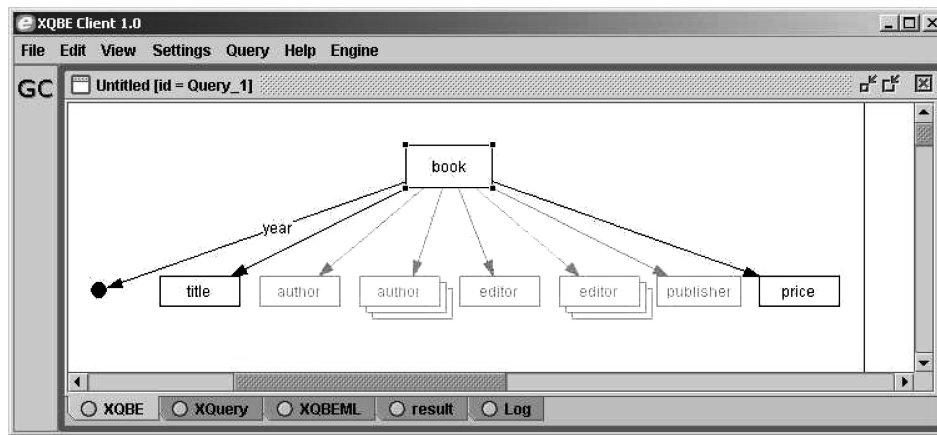 XQBE Client 1.0
File Edit View Settings Query Help Engine
GC
Untitled [id = Query_1]
book
year
title author author editor editor publisher price
XQBE XQuery XQBEML result Log